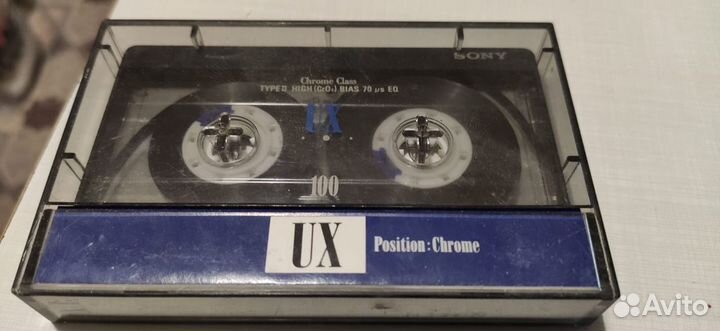 SONY
Chrome Class
TYPE II HIGH (CrO₂) BIAS 70 µs EQ
UX
100
UX Position: Chrome
Avito